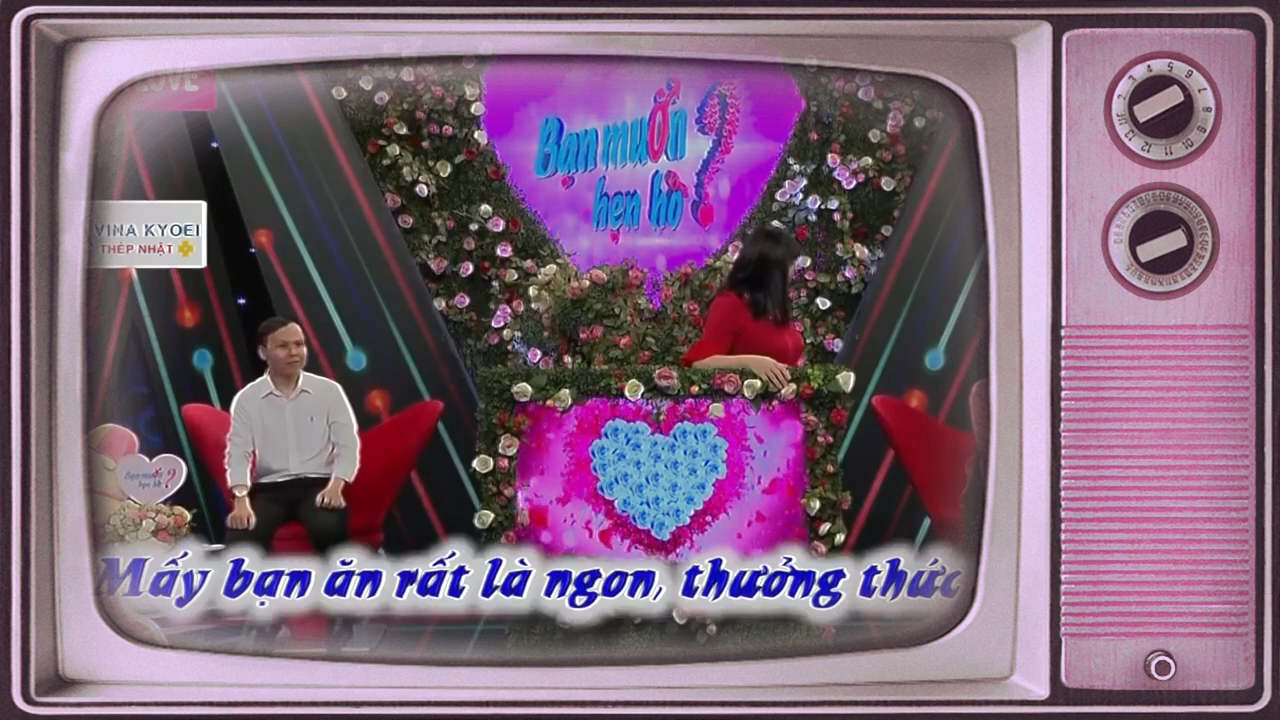 LOVE
Bạn muốn
hẹn hò ?
VINA KYOEI
THÉP NHẬT
Bạn muốn
hẹn hò ?
Mấy bạn ăn rất là ngon, thưởng thức